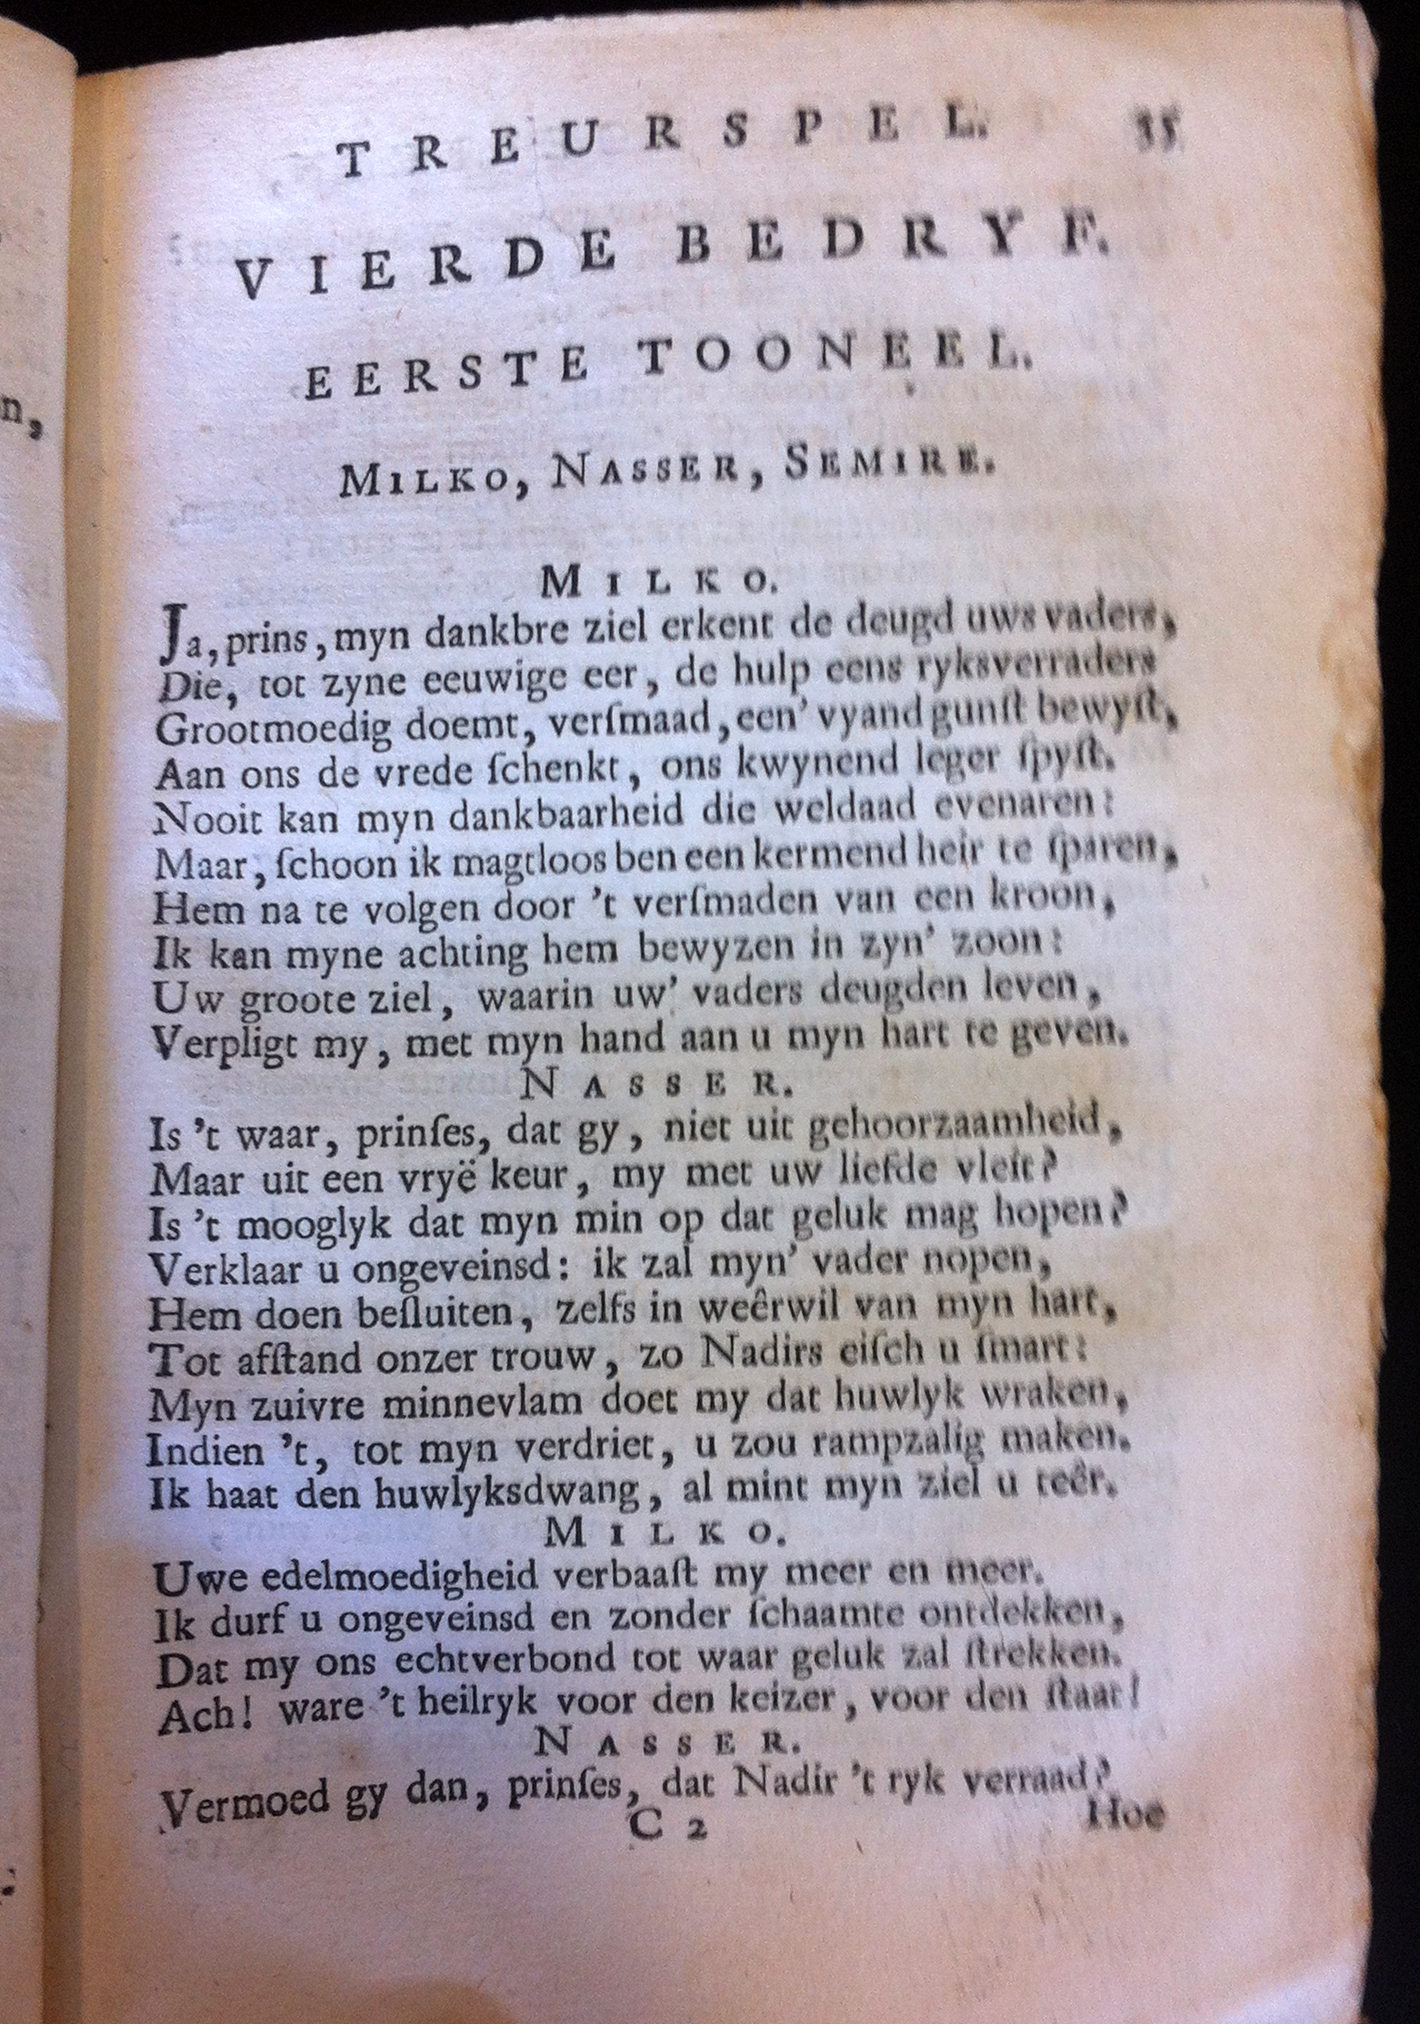 TREURSPEL. 35
VIERDE BEDRYF.
EERSTE TOONEEL.
MILKO, NASSER, SEMIRE.
MILKO.
Ja, prins, myn dankbre ziel erkent de deugd uws vaders,
Die, tot zyne eeuwige eer, de hulp eens ryksverraders
Grootmoedig doemt, verſmaad, een' vyand gunſt bewyſt,
Aan ons de vrede ſchenkt, ons kwynend leger ſpyſt.
Nooit kan myn dankbaarheid die weldaad evenaren:
Maar, ſchoon ik magtloos ben een kermend heir te ſparen,
Hem na te volgen door 't verſmaden van een kroon,
Ik kan myne achting hem bewyzen in zyn' zoon:
Uw groote ziel, waarin uw' vaders deugden leven,
Verpligt my, met myn hand aan u myn hart te geven.
NASSER.
Is 't waar, prinſes, dat gy, niet uit gehoorzaamheid,
Maar uit een vryë keur, my met uw liefde vleit?
Is 't mooglyk dat myn min op dat geluk mag hopen?
Verklaar u ongeveinsd: ik zal myn' vader nopen,
Hem doen beſluiten, zelfs in weêrwil van myn hart,
Tot afſtand onzer trouw, zo Nadirs eiſch u ſmart:
Myn zuivre minnevlam doet my dat huwlyk wraken,
Indien 't, tot myn verdriet, u zou rampzalig maken.
Ik haat den huwlyksdwang, al mint myn ziel u teêr.
MILKO.
Uwe edelmoedigheid verbaaſt my meer en meer.
Ik durf u ongeveinsd en zonder ſchaamte ontdekken,
Dat my ons echtverbond tot waar geluk zal ſtrekken.
Ach! ware 't heilryk voor den keizer, voor den ſtaat!
NASSER.
Vermoed gy dan, prinſes, dat Nadir 't ryk verraad?
C 2 Hoe